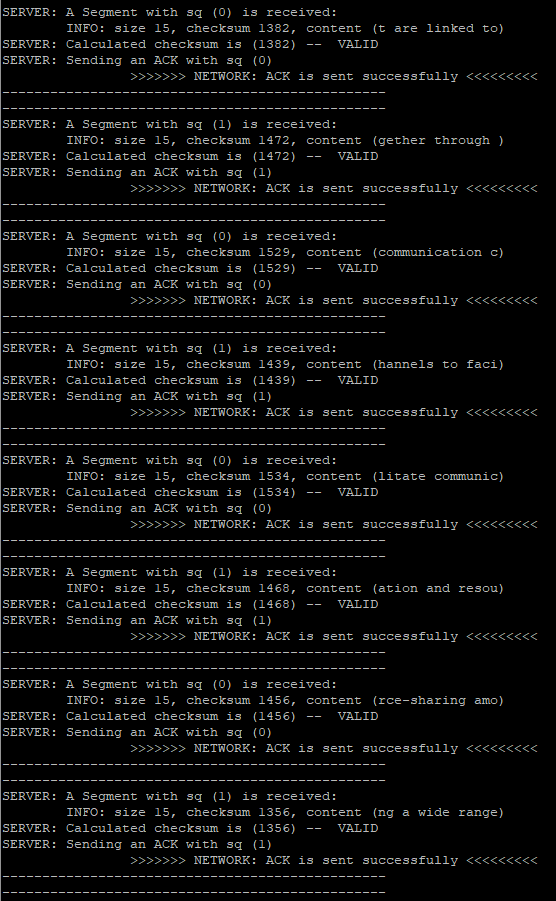 SERVER: A Segment with sq (0) is received:
INFO: size 15, checksum 1382, content (t are linked to)
SERVER: Calculated checksum is (1382) --  VALID
SERVER: Sending an ACK with sq (0)
>>>>>>> NETWORK: ACK is sent successfully <<<<<<<<<
------------------------------------------------
------------------------------------------------
SERVER: A Segment with sq (1) is received:
INFO: size 15, checksum 1472, content (gether through )
SERVER: Calculated checksum is (1472) --  VALID
SERVER: Sending an ACK with sq (1)
>>>>>>> NETWORK: ACK is sent successfully <<<<<<<<<
------------------------------------------------
------------------------------------------------
SERVER: A Segment with sq (0) is received:
INFO: size 15, checksum 1529, content (communication c)
SERVER: Calculated checksum is (1529) --  VALID
SERVER: Sending an ACK with sq (0)
>>>>>>> NETWORK: ACK is sent successfully <<<<<<<<<
------------------------------------------------
------------------------------------------------
SERVER: A Segment with sq (1) is received:
INFO: size 15, checksum 1439, content (hannels to faci)
SERVER: Calculated checksum is (1439) --  VALID
SERVER: Sending an ACK with sq (1)
>>>>>>> NETWORK: ACK is sent successfully <<<<<<<<<
------------------------------------------------
------------------------------------------------
SERVER: A Segment with sq (0) is received:
INFO: size 15, checksum 1534, content (litate communic)
SERVER: Calculated checksum is (1534) --  VALID
SERVER: Sending an ACK with sq (0)
>>>>>>> NETWORK: ACK is sent successfully <<<<<<<<<
------------------------------------------------
------------------------------------------------
SERVER: A Segment with sq (1) is received:
INFO: size 15, checksum 1468, content (ation and resou)
SERVER: Calculated checksum is (1468) --  VALID
SERVER: Sending an ACK with sq (1)
>>>>>>> NETWORK: ACK is sent successfully <<<<<<<<<
------------------------------------------------
------------------------------------------------
SERVER: A Segment with sq (0) is received:
INFO: size 15, checksum 1456, content (rce-sharing amo)
SERVER: Calculated checksum is (1456) --  VALID
SERVER: Sending an ACK with sq (0)
>>>>>>> NETWORK: ACK is sent successfully <<<<<<<<<
------------------------------------------------
------------------------------------------------
SERVER: A Segment with sq (1) is received:
INFO: size 15, checksum 1356, content (ng a wide range)
SERVER: Calculated checksum is (1356) --  VALID
SERVER: Sending an ACK with sq (1)
>>>>>>> NETWORK: ACK is sent successfully <<<<<<<<<
------------------------------------------------
------------------------------------------------